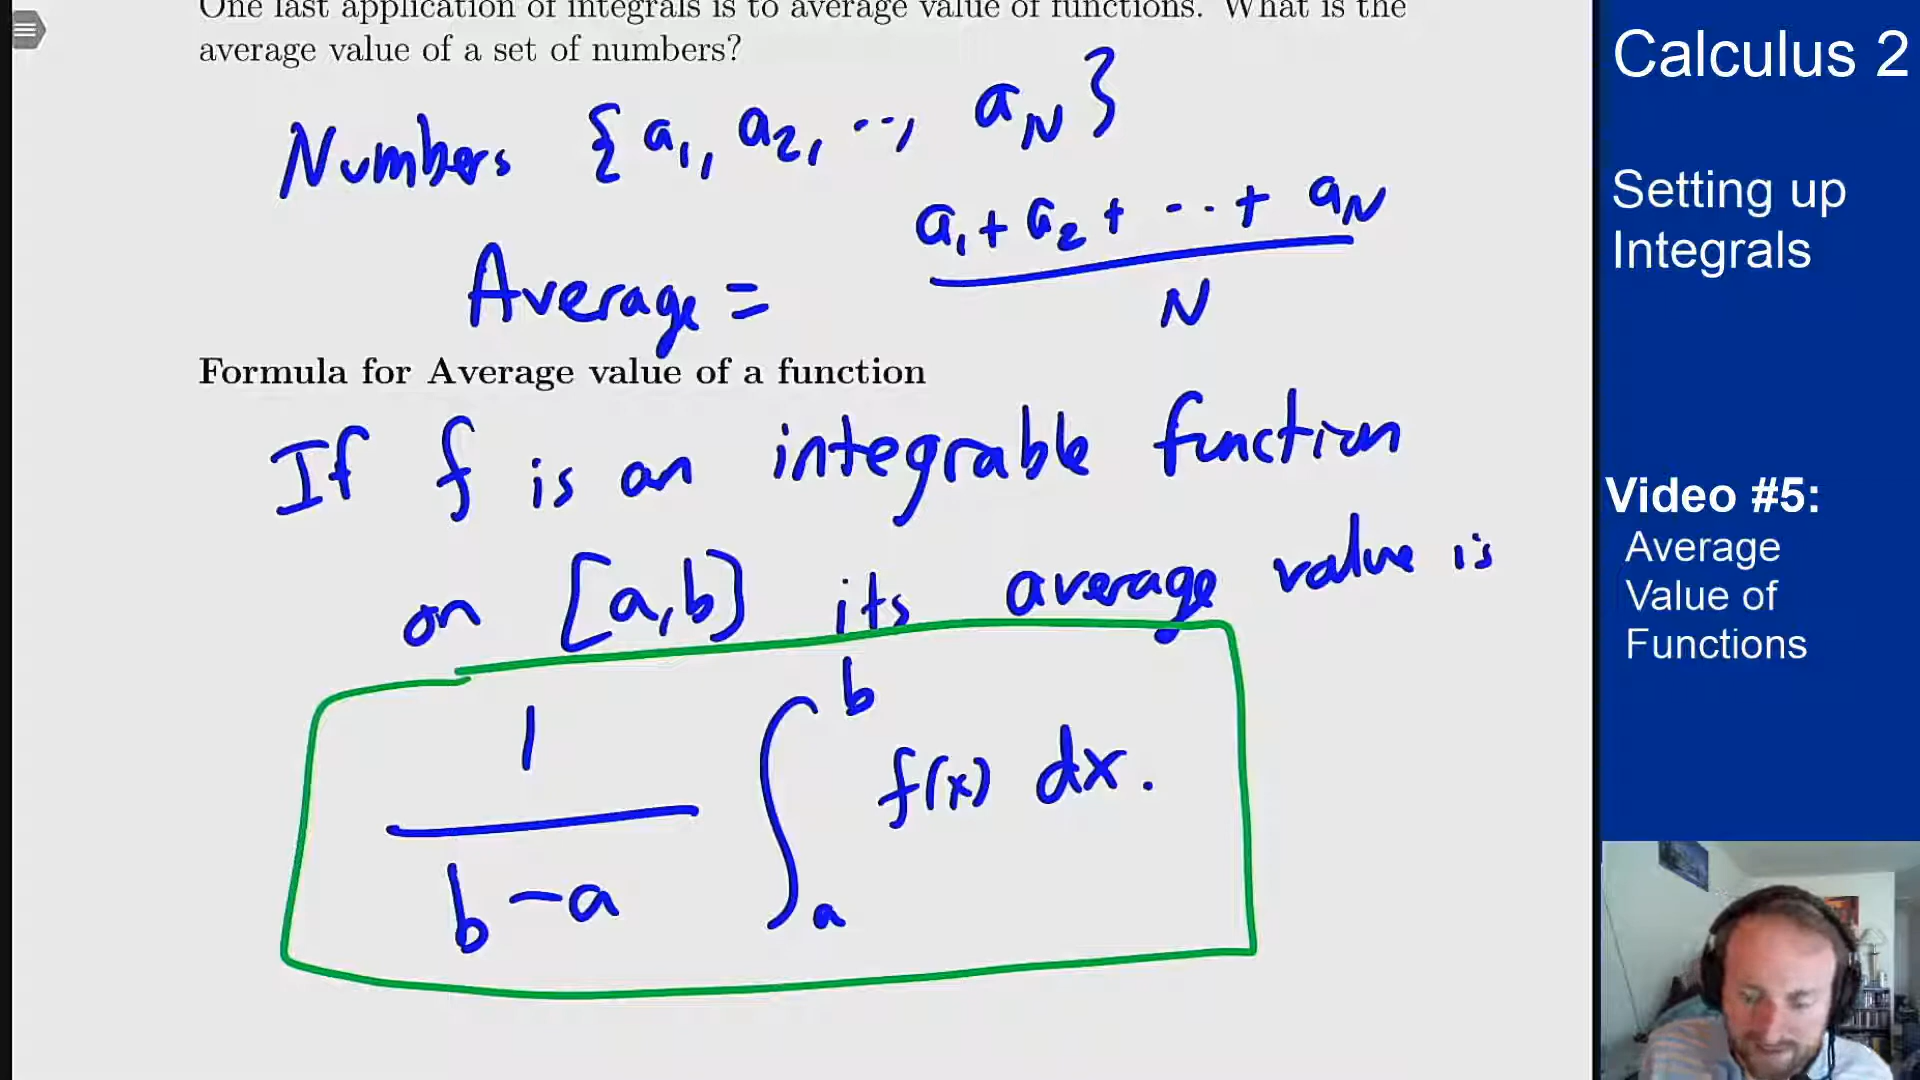 One last application of integrals is to average value of functions. What is the
average value of a set of numbers?
Numbers {a₁, a₂, ..., a_N}
Average = (a₁ + a₂ + ... + a_N) / N
Formula for Average value of a function
If f is an integrable function
on [a,b] its average value is
1/(b-a) ∫_a^b f(x) dx.
Calculus 2
Setting up
Integrals
Video #5:
Average
Value of
Functions